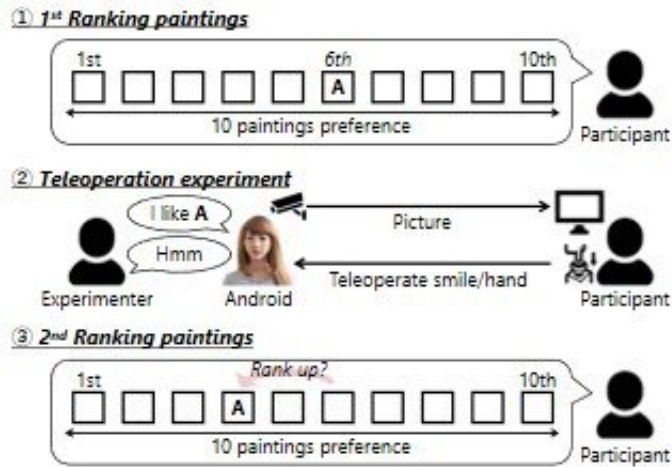 ① 1st Ranking paintings
1st 6th 10th
A
10 paintings preference
Participant
② Teleoperation experiment
I like A
Hmm
Picture
Teleoperate smile/hand
Experimenter Android Participant
③ 2nd Ranking paintings
Rank up?
1st 10th
A
10 paintings preference
Participant